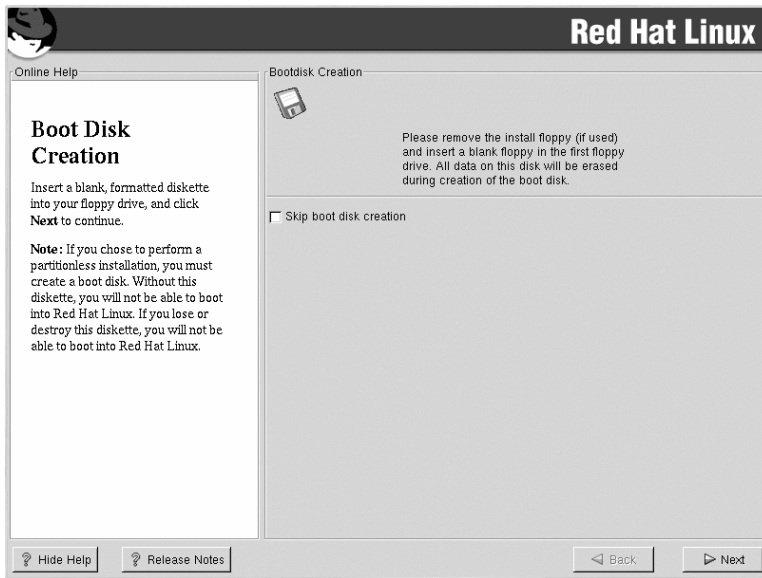 Red Hat Linux
Online Help
Boot Disk
Creation
Insert a blank, formatted diskette
into your floppy drive, and click
Next to continue.
Note: If you chose to perform a
partitionless installation, you must
create a boot disk. Without this
diskette, you will not be able to boot
into Red Hat Linux. If you lose or
destroy this diskette, you will not be
able to boot into Red Hat Linux.
Bootdisk Creation
Please remove the install floppy (if used)
and insert a blank floppy in the first floppy
drive. All data on this disk will be erased
during creation of the boot disk.
Skip boot disk creation
Hide Help
Release Notes
Back
Next